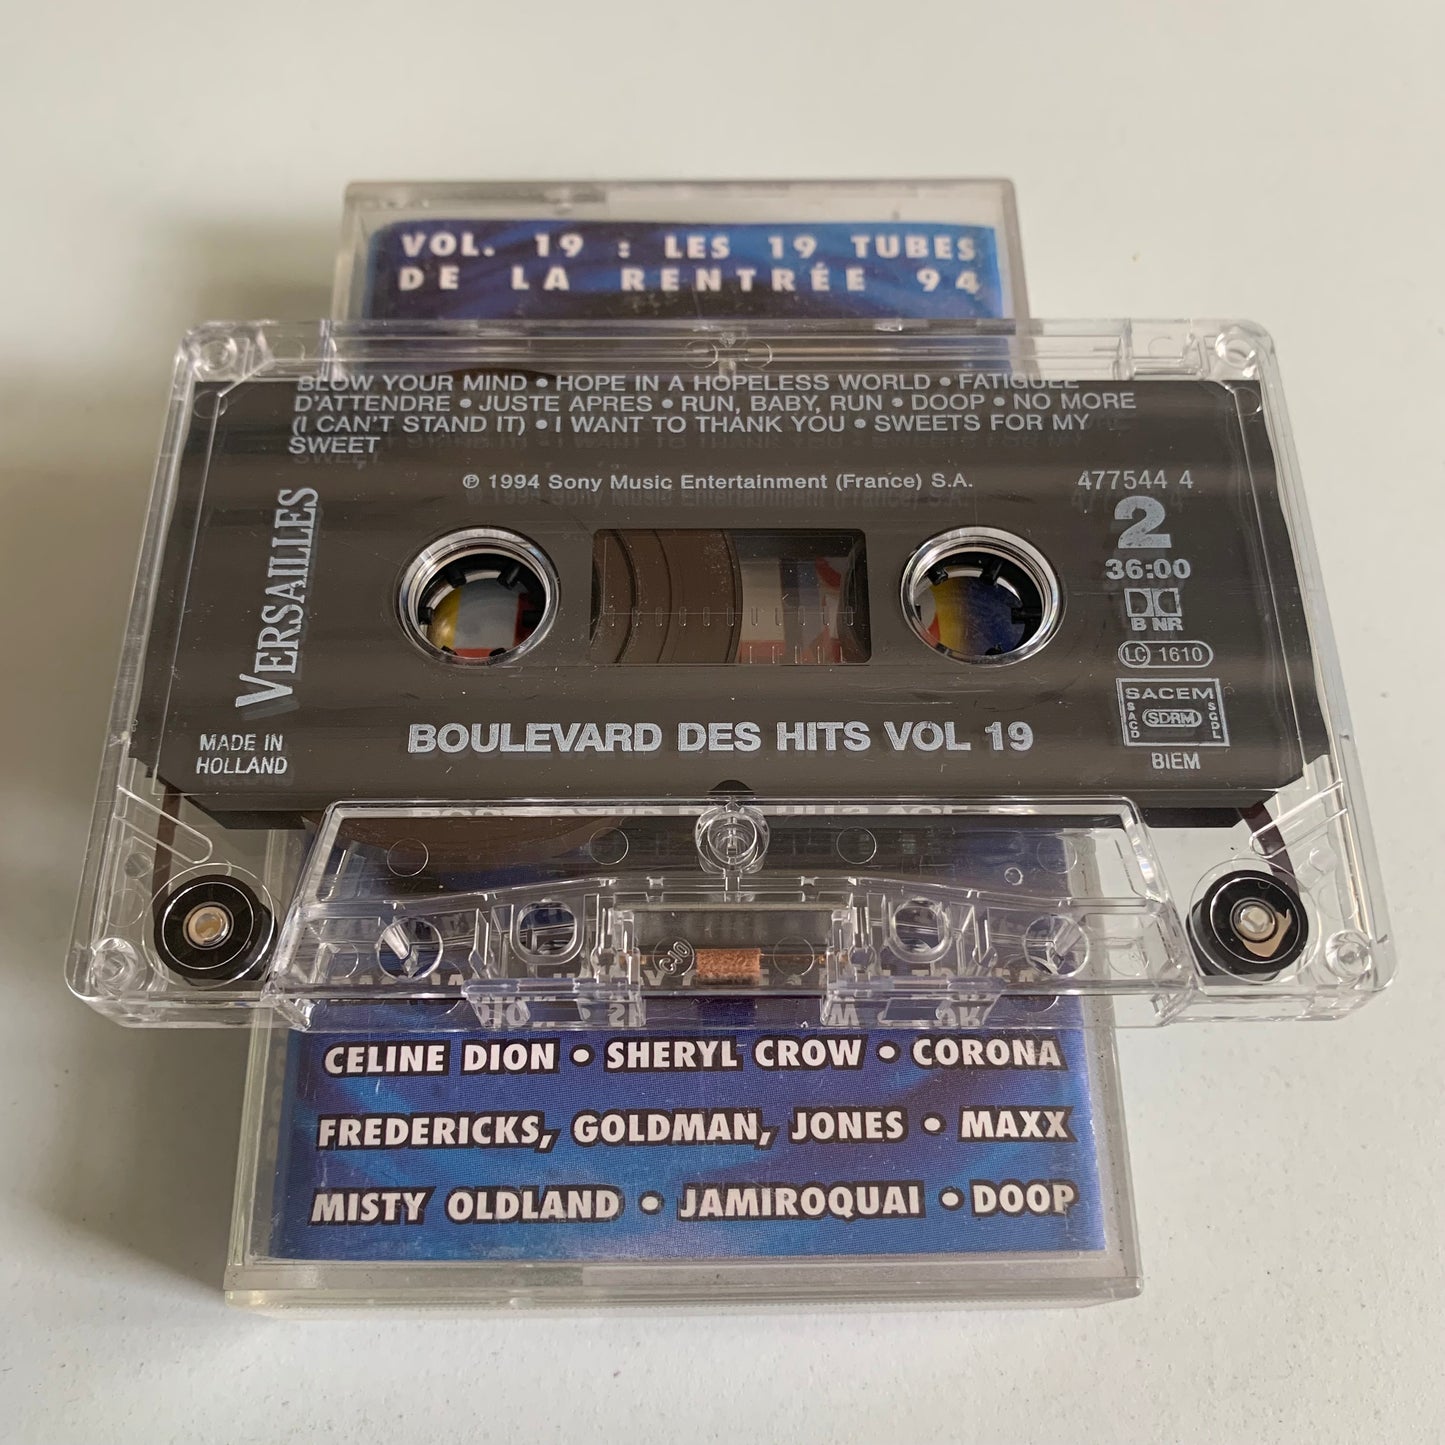 VOL. 19 : LES 19 TUBES
DE LA RENTRÉE 94
BLOW YOUR MIND • HOPE IN A HOPELESS WORLD • FATIGUEE
D'ATTENDRE • JUSTE APRES • RUN, BABY, RUN • DOOP • NO MORE
(I CAN'T STAND IT) • I WANT TO THANK YOU • SWEETS FOR MY
SWEET
℗ 1994 Sony Music Entertainment (France) S.A.
477544 4
2
36:00
B NR
LC 1610
SACEM
SACD
SDRM
SGDL
BIEM
VERSAILLES
MADE IN
HOLLAND
BOULEVARD DES HITS VOL 19
C10
CELINE DION • SHERYL CROW • CORONA
FREDERICKS, GOLDMAN, JONES • MAXX
MISTY OLDLAND • JAMIROQUAI • DOOP